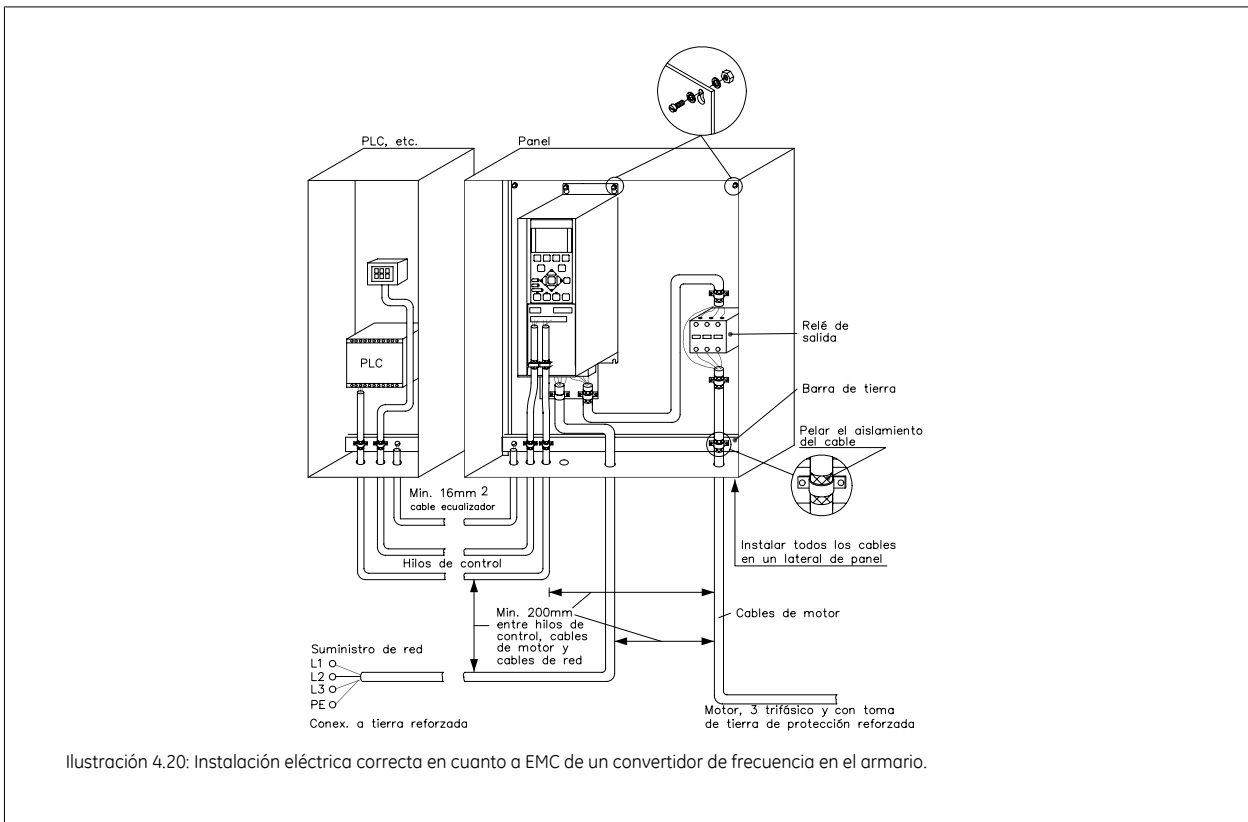 PLC, etc.
Panel
PLC
Relé de
salida
Barra de tierra
Pelar el aislamiento
del cable
Min. 16mm 2
cable ecualizador
Instalar todos los cables
en un lateral de panel
Hilos de control
Min. 200mm
entre hilos de
control, cables
de motor y
cables de red
Cables de motor
Suministro de red
L1
L2
L3
PE
Conex. a tierra reforzada
Motor, 3 trifásico y con toma
de tierra de protección reforzada
Ilustración 4.20: Instalación eléctrica correcta en cuanto a EMC de un convertidor de frecuencia en el armario.